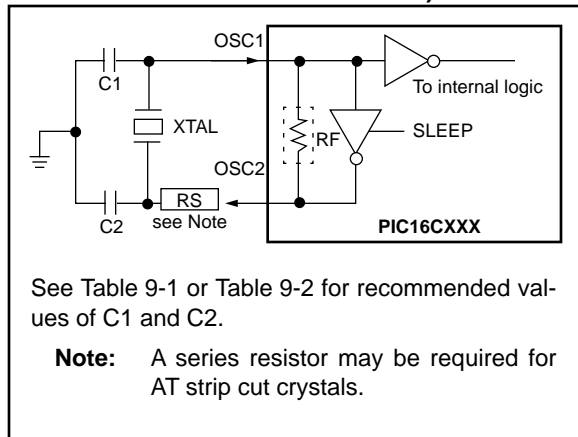 OSC1
C1
To internal logic
XTAL
RF
SLEEP
OSC2
RS
see Note
C2
PIC16CXXX
See Table 9-1 or Table 9-2 for recommended val-
ues of C1 and C2.
Note: A series resistor may be required for
AT strip cut crystals.